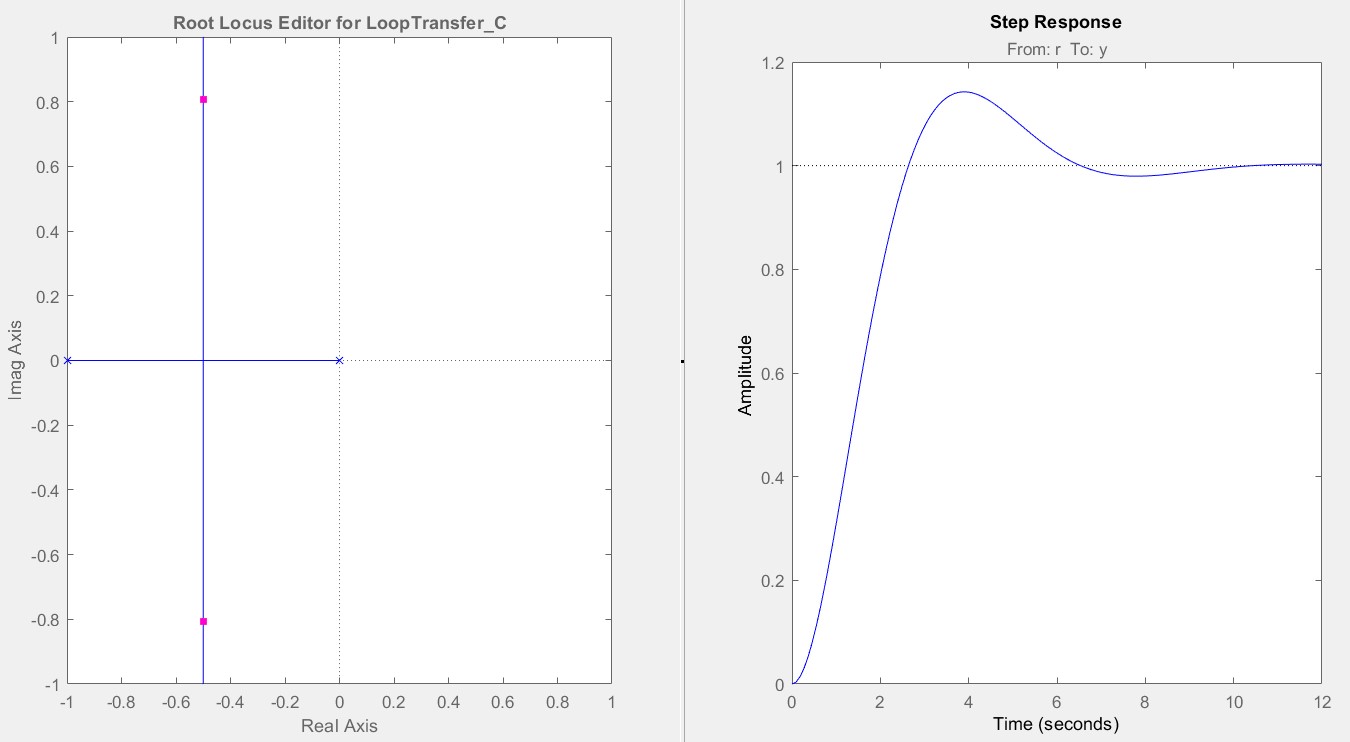 Root Locus Editor for LoopTransfer_C
1
0.8
0.6
0.4
0.2
0
-0.2
-0.4
-0.6
-0.8
-1
Imag Axis
-1 -0.8 -0.6 -0.4 -0.2 0 0.2 0.4 0.6 0.8 1
Real Axis
Step Response
From: r To: y
1.2
1
0.8
0.6
0.4
0.2
0
Amplitude
0 2 4 6 8 10 12
Time (seconds)